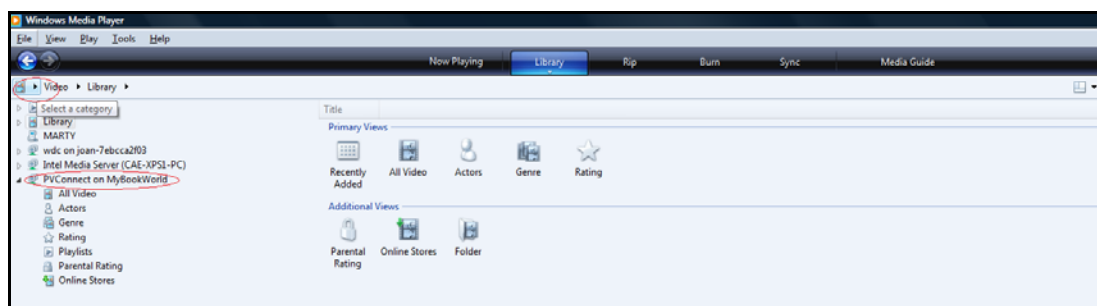 Windows Media Player
File View Play Tools Help
Now Playing Library Rip Burn Sync Media Guide
Video Library
Select a category
Library
MARTY
wdc on joan-7ebcca2f03
Intel Media Server (CAE-XPS1-PC)
PVConnect on MyBookWorld
All Video
Actors
Genre
Rating
Playlists
Parental Rating
Online Stores
Title
Primary Views
Recently Added
All Video
Actors
Genre
Rating
Additional Views
Parental Rating
Online Stores
Folder